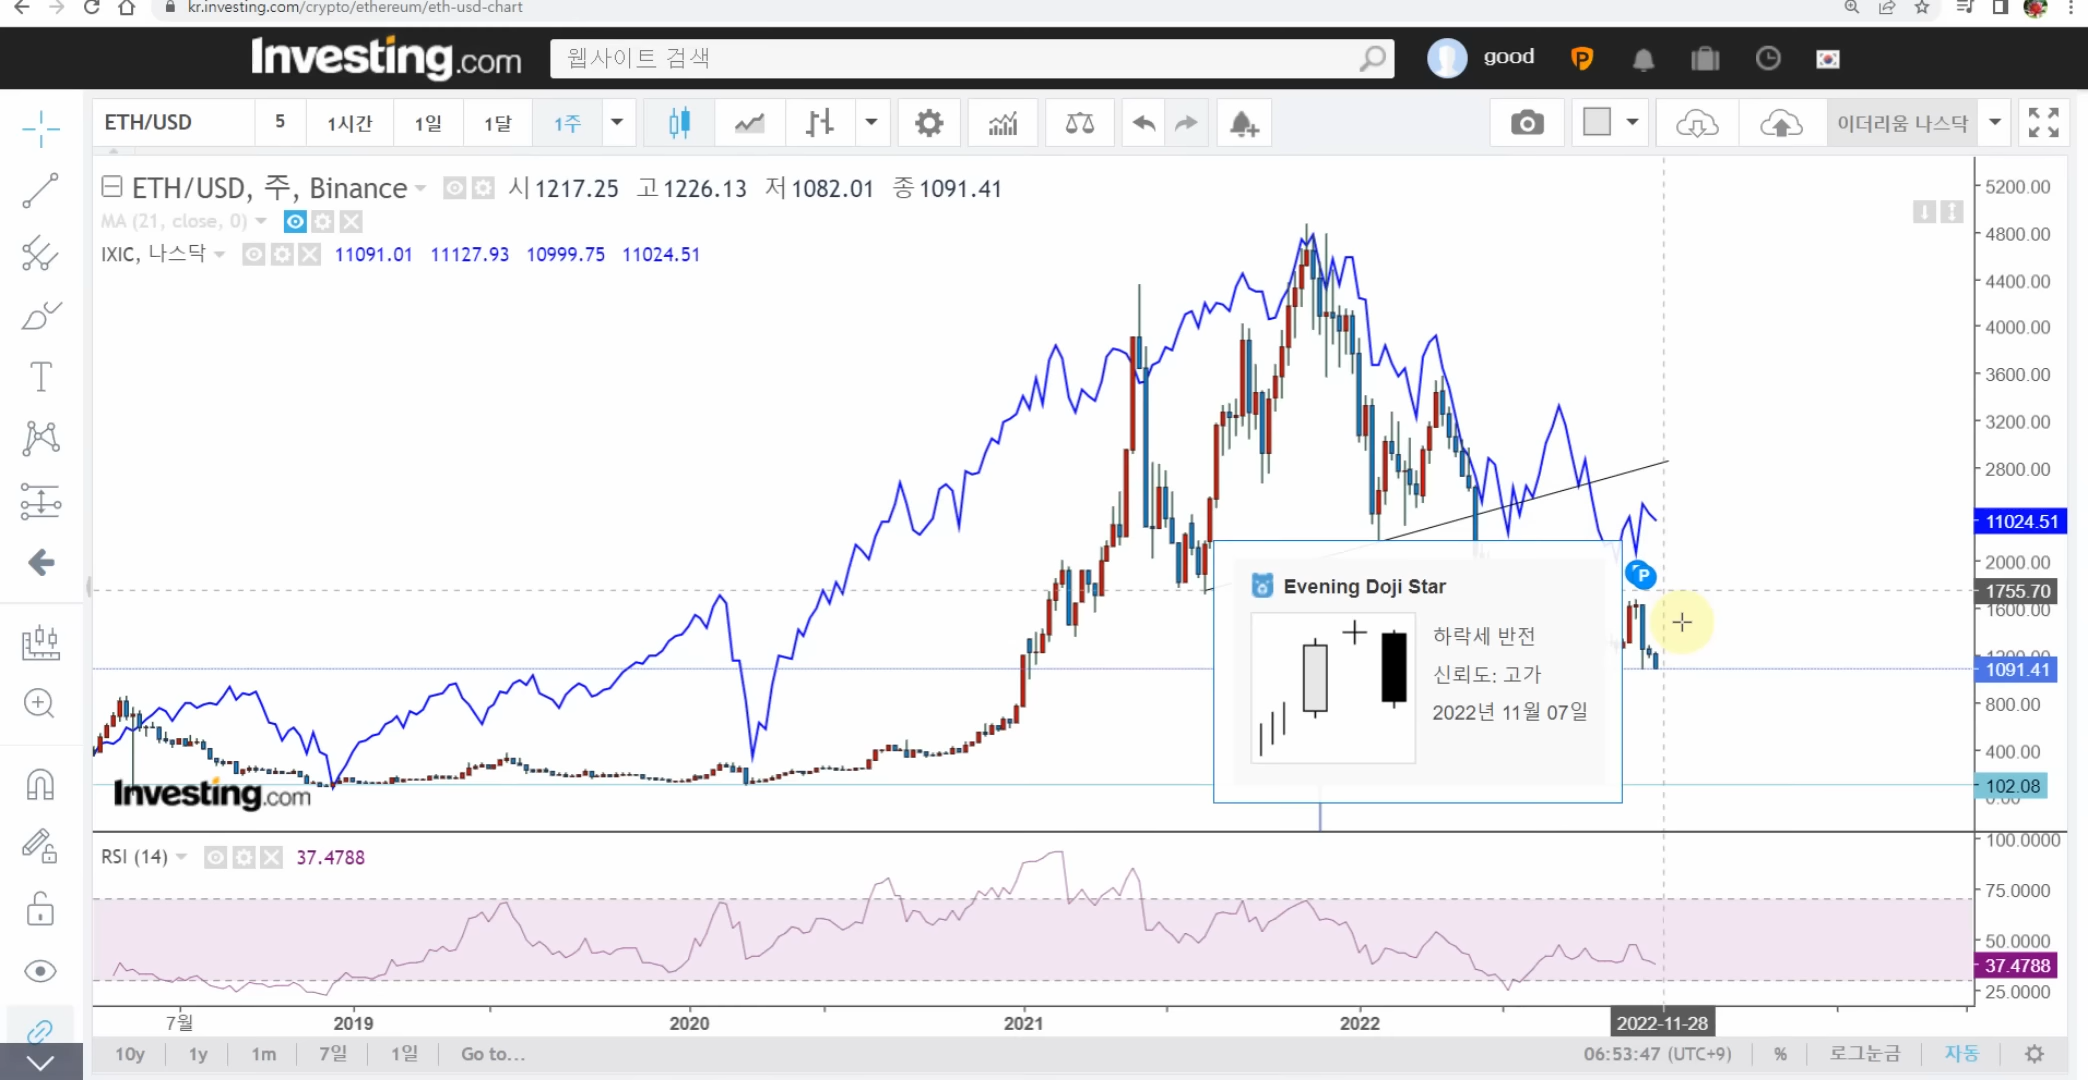 kr.investing.com/crypto/ethereum/eth-usd-chart
Investing.com 웹사이트 검색 good
ETH/USD 5 1시간 1일 1달 1주 이더리움 나스닥
ETH/USD, 주, Binance 시 1217.25 고 1226.13 저 1082.01 종 1091.41
MA (21, close, 0)
IXIC, 나스닥 11091.01 11127.93 10999.75 11024.51
5200.00
4800.00
4400.00
4000.00
3600.00
3200.00
2800.00
11024.51
2000.00
1755.70
1600.00
1200.00
1091.41
800.00
400.00
102.08
0.00
P
Evening Doji Star
하락세 반전
신뢰도: 고가
2022년 11월 07일
Investing.com
RSI (14) 37.4788
100.0000
75.0000
50.0000
37.4788
25.0000
7월 2019 2020 2021 2022 2022-11-28
10y 1y 1m 7일 1일 Go to... 06:53:47 (UTC+9) % 로그눈금 자동